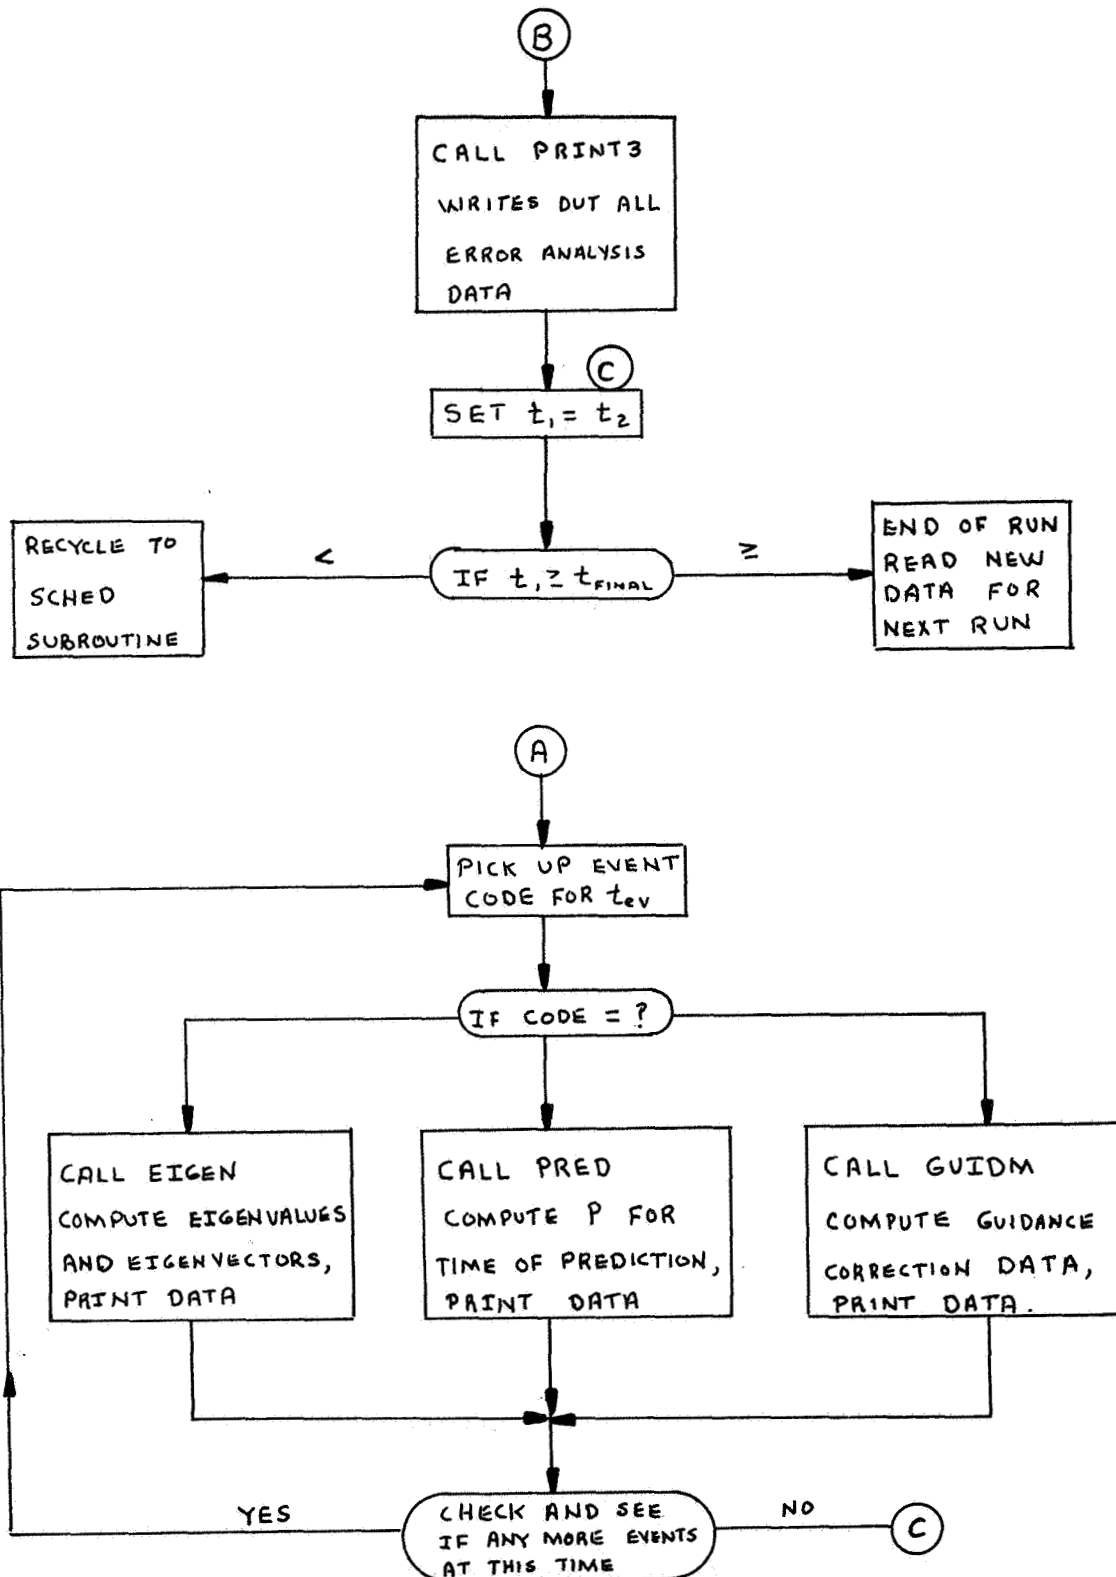 B
CALL PRINT3
WRITES OUT ALL
ERROR ANALYSIS
DATA
C
SET t₁ = t₂
RECYCLE TO
SCHED
SUBROUTINE
<
IF t₁ ≥ tFINAL
≥
END OF RUN
READ NEW
DATA FOR
NEXT RUN
A
PICK UP EVENT
CODE FOR tev
IF CODE = ?
CALL EIGEN
COMPUTE EIGENVALUES
AND EIGENVECTORS,
PRINT DATA
CALL PRED
COMPUTE P FOR
TIME OF PREDICTION,
PRINT DATA
CALL GUIDM
COMPUTE GUIDANCE
CORRECTION DATA,
PRINT DATA.
YES
CHECK AND SEE
IF ANY MORE EVENTS
AT THIS TIME
NO
C